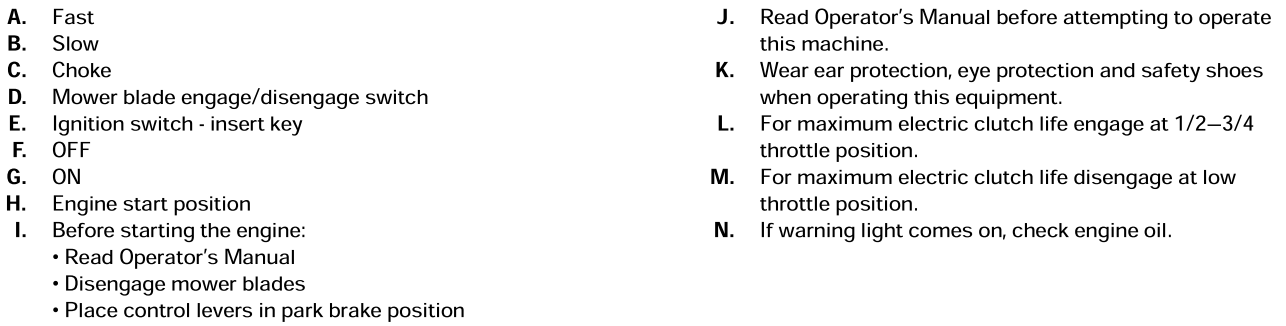 A. Fast
B. Slow
C. Choke
D. Mower blade engage/disengage switch
E. Ignition switch - insert key
F. OFF
G. ON
H. Engine start position
I. Before starting the engine:
• Read Operator's Manual
• Disengage mower blades
• Place control levers in park brake position
J. Read Operator's Manual before attempting to operate
this machine.
K. Wear ear protection, eye protection and safety shoes
when operating this equipment.
L. For maximum electric clutch life engage at 1/2–3/4
throttle position.
M. For maximum electric clutch life disengage at low
throttle position.
N. If warning light comes on, check engine oil.